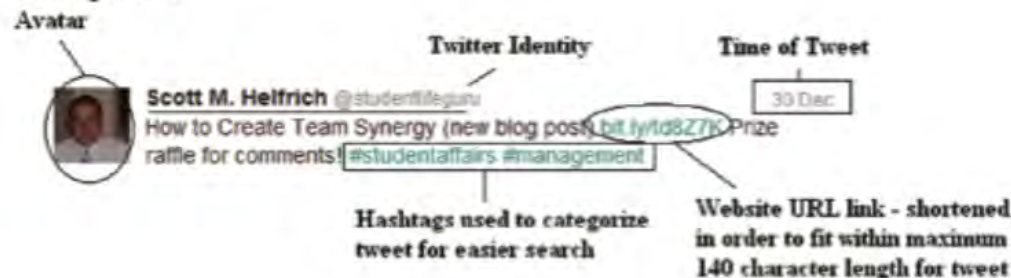 Avatar
Twitter Identity
Time of Tweet
Scott M. Helfrich @studentlifeguru
30 Dec
How to Create Team Synergy (new blog post) bit.ly/td8Z7K Prize
raffle for comments! #studentaffairs #management
Hashtags used to categorize
tweet for easier search
Website URL link - shortened
in order to fit within maximum
140 character length for tweet